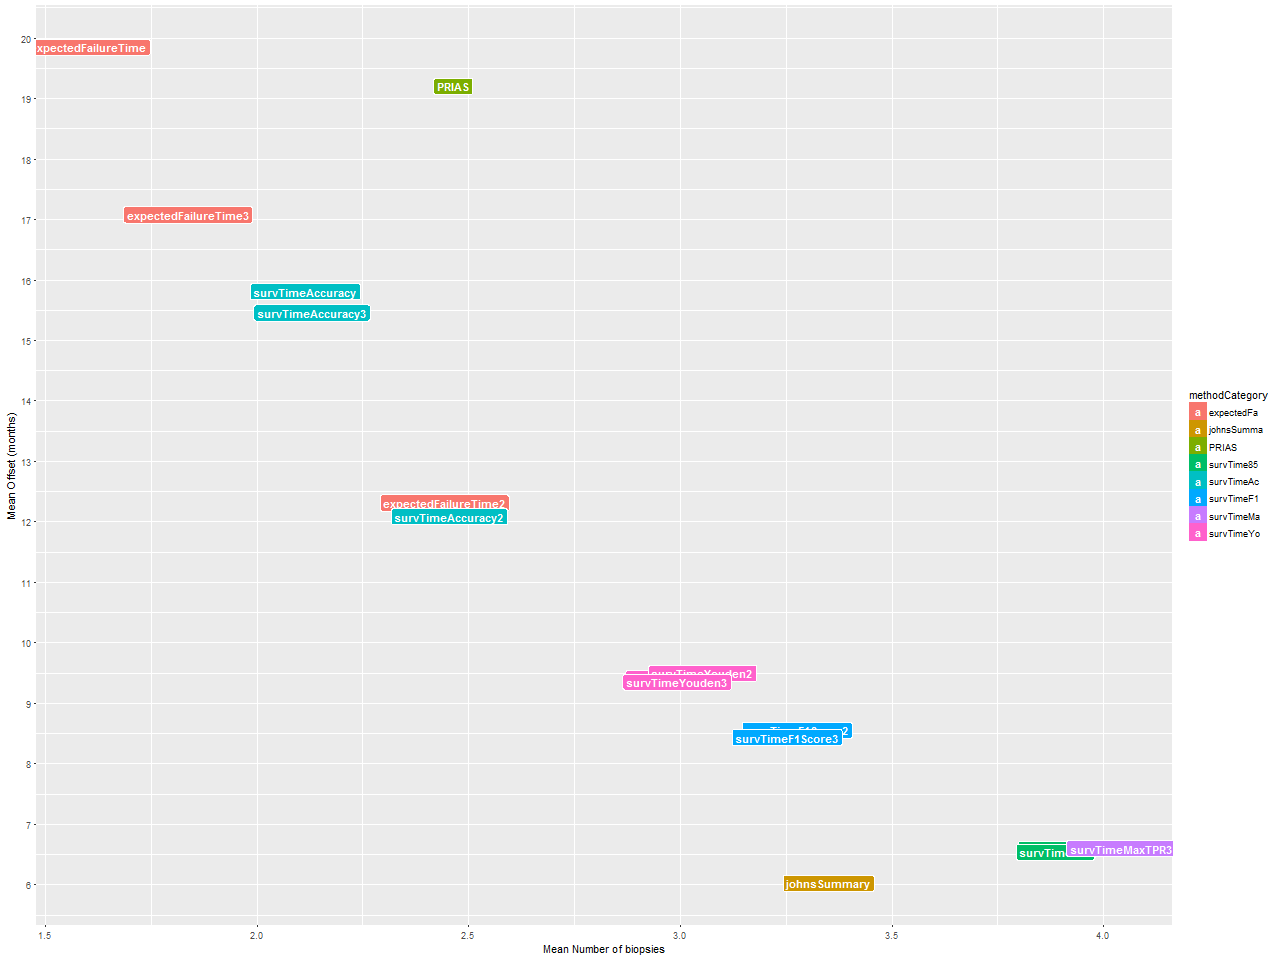 20
xpectedFailureTime
PRIAS
19
18
17
expectedFailureTime3
16
survTimeAccuracy
survTimeAccuracy3
15
14
13
12
expectedFailureTime2
survTimeAccuracy2
11
10
9
survTimeYouden2
survTimeYouden3
8
survTimeF1Score3
7
survTime
survTimeMaxTPR3
6
johnsSummary
1.5
2.0
2.5
3.0
3.5
4.0
Mean Number of biopsies
Mean Offset (months)
methodCategory
a expectedFa
a johnsSumma
a PRIAS
a survTime85
a survTimeAc
a survTimeF1
a survTimeMa
a survTimeYo